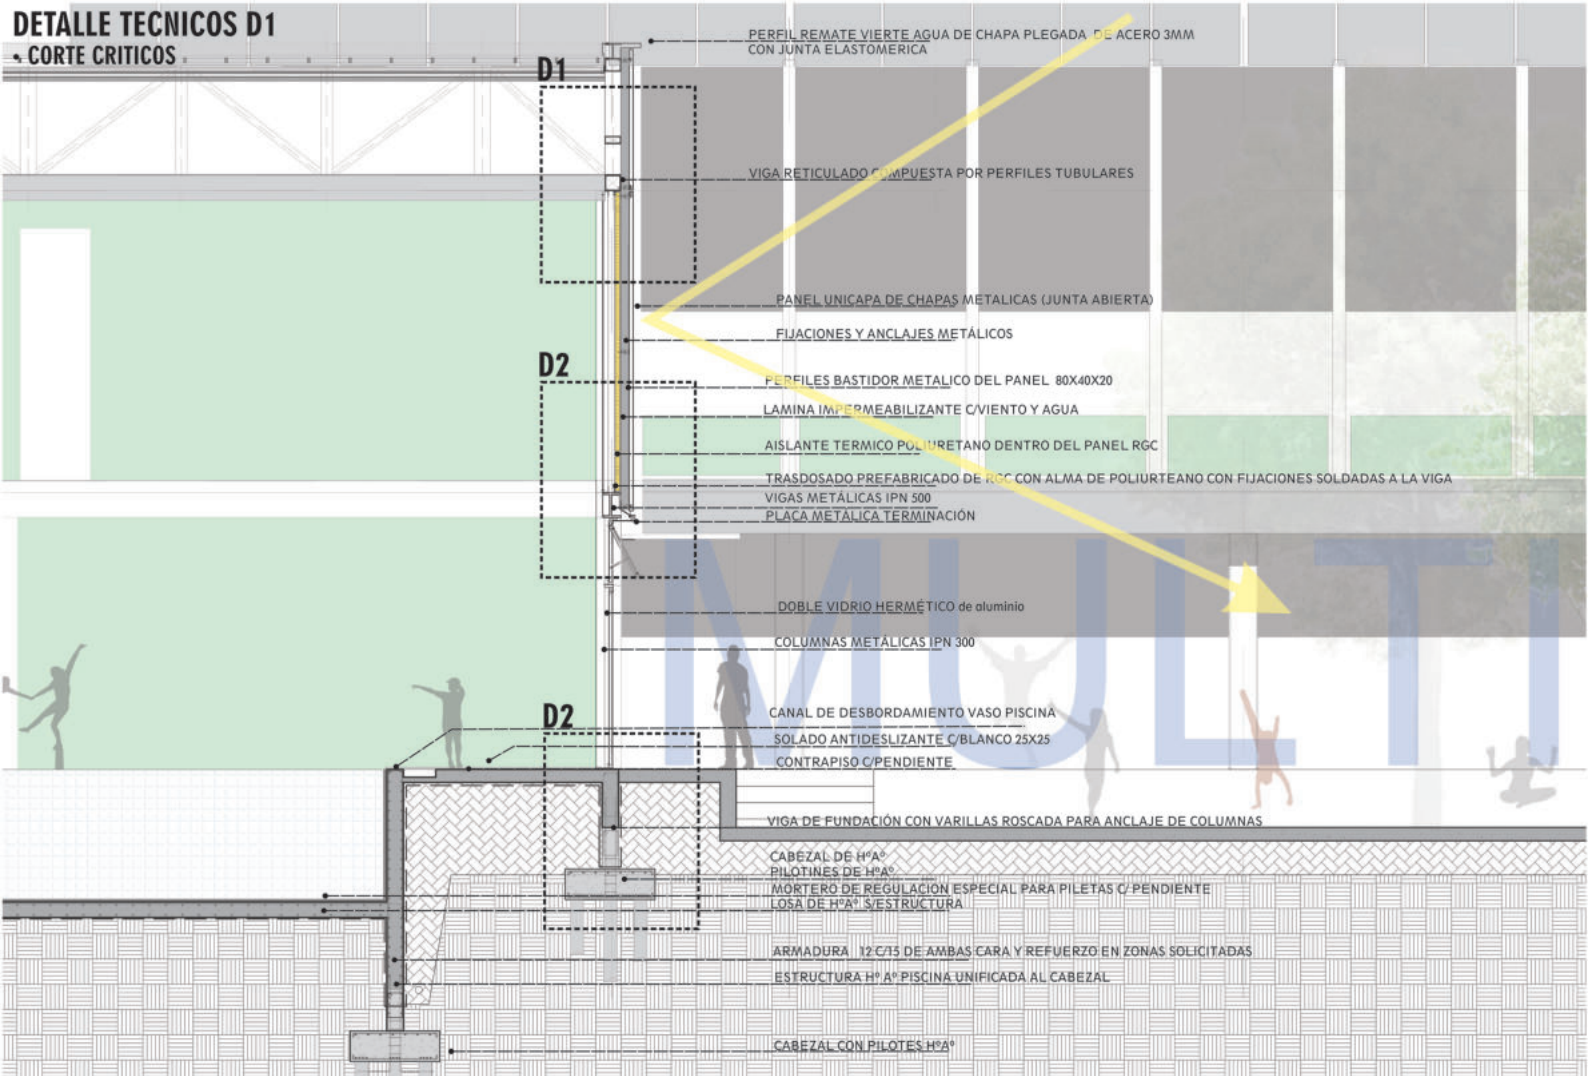 DETALLE TECNICOS D1
• CORTE CRITICOS
PERFIL REMATE VIERTE AGUA DE CHAPA PLEGADA DE ACERO 3MM
CON JUNTA ELASTOMERICA
D1
VIGA RETICULADO COMPUESTA POR PERFILES TUBULARES
PANEL UNICAPA DE CHAPAS METALICAS (JUNTA ABIERTA)
FIJACIONES Y ANCLAJES METÁLICOS
D2
PERFILES BASTIDOR METALICO DEL PANEL 80X40X20
LAMINA IMPERMEABILIZANTE C/VIENTO Y AGUA
AISLANTE TERMICO POLIURETANO DENTRO DEL PANEL RGC
TRASDOSADO PREFABRICADO DE RGC CON ALMA DE POLIURTEANO CON FIJACIONES SOLDADAS A LA VIGA
VIGAS METÁLICAS IPN 500
PLACA METÁLICA TERMINACIÓN
MULTI
DOBLE VIDRIO HERMÉTICO de aluminio
COLUMNAS METÁLICAS IPN 300
D2
CANAL DE DESBORDAMIENTO VASO PISCINA
SOLADO ANTIDESLIZANTE C/BLANCO 25X25
CONTRAPISO C/PENDIENTE
VIGA DE FUNDACIÓN CON VARILLAS ROSCADA PARA ANCLAJE DE COLUMNAS
CABEZAL DE HºAº
PILOTINES DE HºAº
MORTERO DE REGULACION ESPECIAL PARA PILETAS C/ PENDIENTE
LOSA DE HºAº S/ESTRUCTURA
ARMADURA 12 C/15 DE AMBAS CARA Y REFUERZO EN ZONAS SOLICITADAS
ESTRUCTURA Hº Aº PISCINA UNIFICADA AL CABEZAL
CABEZAL CON PILOTES HºAº